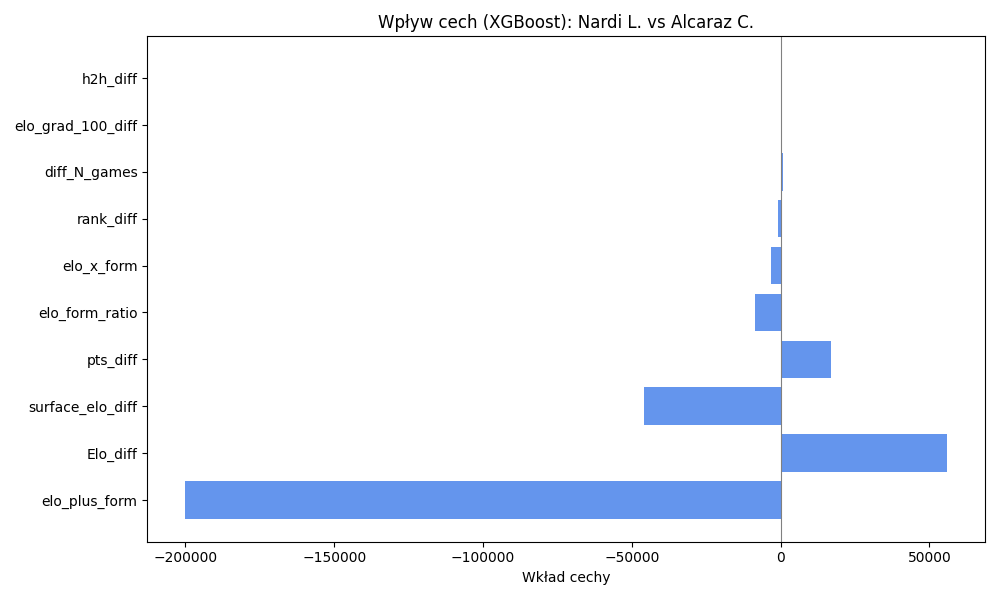 Wpływ cech (XGBoost): Nardi L. vs Alcaraz C.
h2h_diff
elo_grad_100_diff
diff_N_games
rank_diff
elo_x_form
elo_form_ratio
pts_diff
surface_elo_diff
Elo_diff
elo_plus_form
−200000 −150000 −100000 −50000 0 50000
Wkład cechy